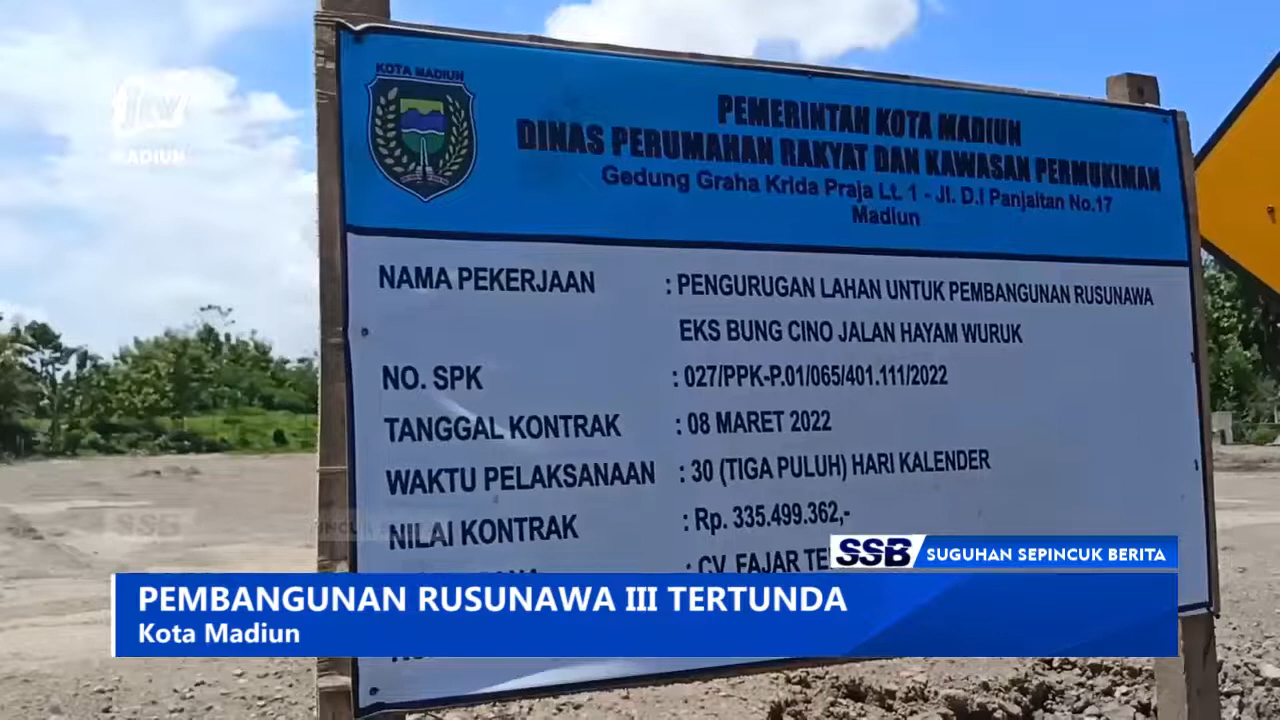 KOTA MADIUN
PEMERINTAH KOTA MADIUN
DINAS PERUMAHAN RAKYAT DAN KAWASAN PERMUKIMAN
Gedung Graha Krida Praja Lt. 1 - Jl. D.I Panjaitan No.17
Madiun
jtv
MADIUN
NAMA PEKERJAAN : PENGURUGAN LAHAN UNTUK PEMBANGUNAN RUSUNAWA
EKS BUNG CINO JALAN HAYAM WURUK
NO. SPK : 027/PPK-P.01/065/401.111/2022
TANGGAL KONTRAK : 08 MARET 2022
WAKTU PELAKSANAAN : 30 (TIGA PULUH) HARI KALENDER
NILAI KONTRAK : Rp. 335.499.362,-
: CV. FAJAR
SSB SUGUHAN SEPINCUK BERITA
PEMBANGUNAN RUSUNAWA III TERTUNDA
Kota Madiun